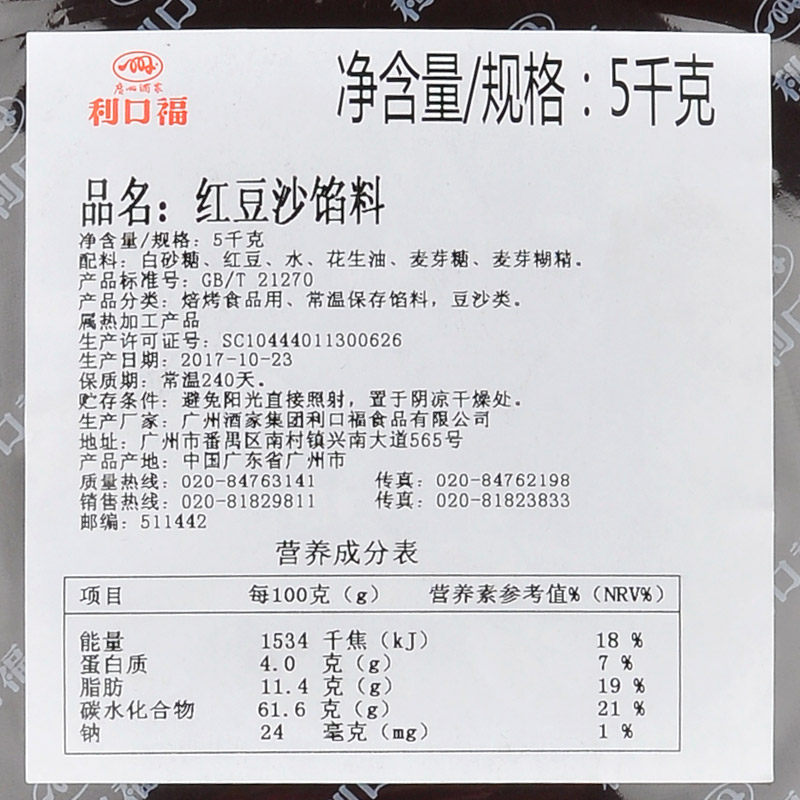 广州酒家
利口福
净含量/规格：5千克
品名：红豆沙馅料
净含量/规格：5千克
配料：白砂糖、红豆、水、花生油、麦芽糖、麦芽糊精。
产品标准号：GB/T 21270
产品分类：焙烤食品用、常温保存馅料，豆沙类。
属热加工产品
生产许可证号：SC10444011300626
生产日期：2017-10-23
保质期：常温240天。
贮存条件：避免阳光直接照射，置于阴凉干燥处。
生产厂家：广州酒家集团利口福食品有限公司
地址：广州市番禺区南村镇兴南大道565号
产品产地：中国广东省广州市
质量热线：020-84763141 传真：020-84762198
销售热线：020-81829811 传真：020-81823833
邮编：511442
营养成分表
项目 每100克（g） 营养素参考值%（NRV%）
能量 1534 千焦（kJ） 18 %
蛋白质 4.0 克（g） 7 %
脂肪 11.4 克（g） 19 %
碳水化合物 61.6 克（g） 21 %
钠 24 毫克（mg） 1 %